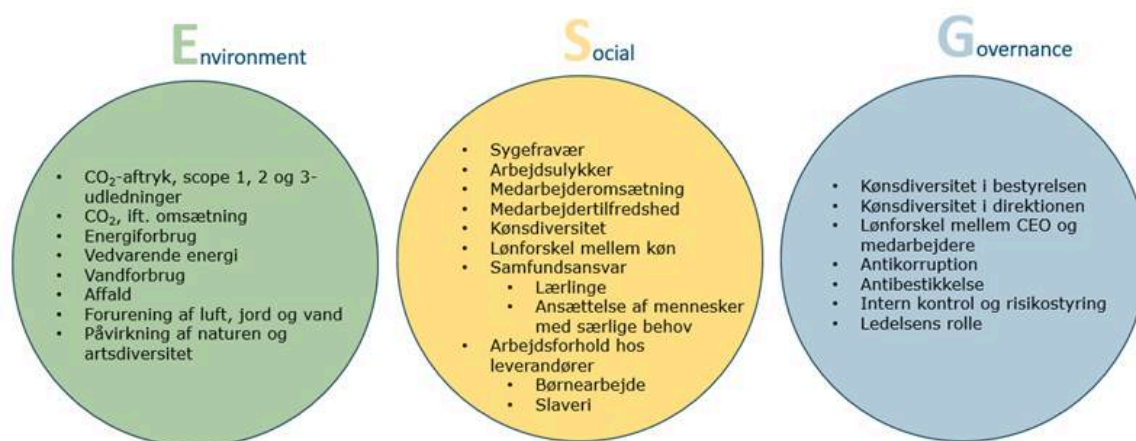 Environment
CO₂-aftryk, scope 1, 2 og 3-
udledninger
CO₂, ift. omsætning
Energiforbrug
Vedvarende energi
Vandforbrug
Affald
Forurening af luft, jord og vand
Påvirkning af naturen og
artsdiversitet
Social
Sygefravær
Arbejdsulykker
Medarbejderomsætning
Medarbejdertilfredshed
Kønsdiversitet
Lønforskel mellem køn
Samfundsansvar
Lærlinge
Ansættelse af mennesker
med særlige behov
Arbejdsforhold hos
leverandører
Børnearbejde
Slaveri
Governance
Kønsdiversitet i bestyrelsen
Kønsdiversitet i direktionen
Lønforskel mellem CEO og
medarbejdere
Antikorruption
Antibestikkelse
Intern kontrol og risikostyring
Ledelsens rolle